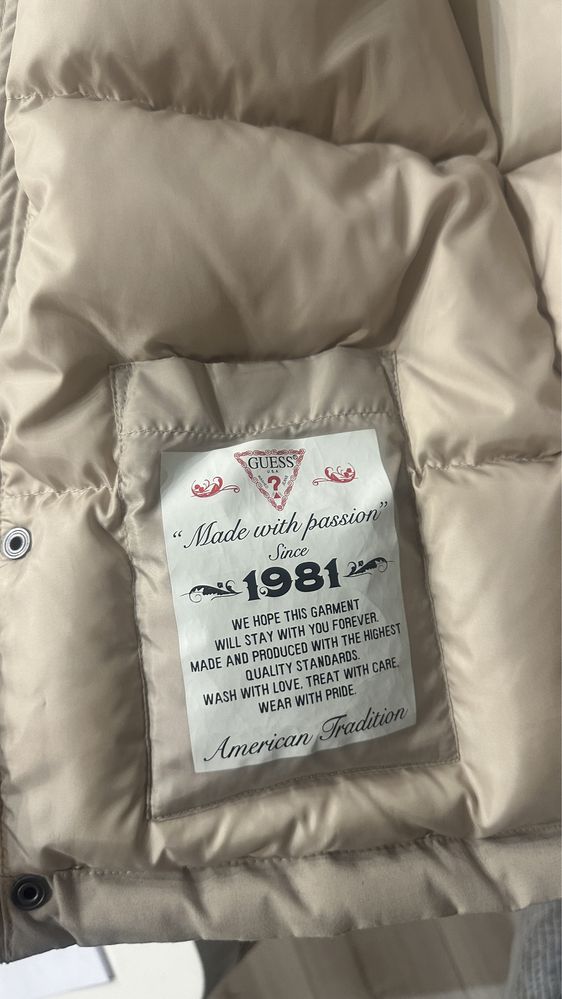 GUESS
U.S.A.
?
“Made with passion”
Since
1981
WE HOPE THIS GARMENT
WILL STAY WITH YOU FOREVER.
MADE AND PRODUCED WITH THE HIGHEST
QUALITY STANDARDS.
WASH WITH LOVE, TREAT WITH CARE,
WEAR WITH PRIDE.
American Tradition